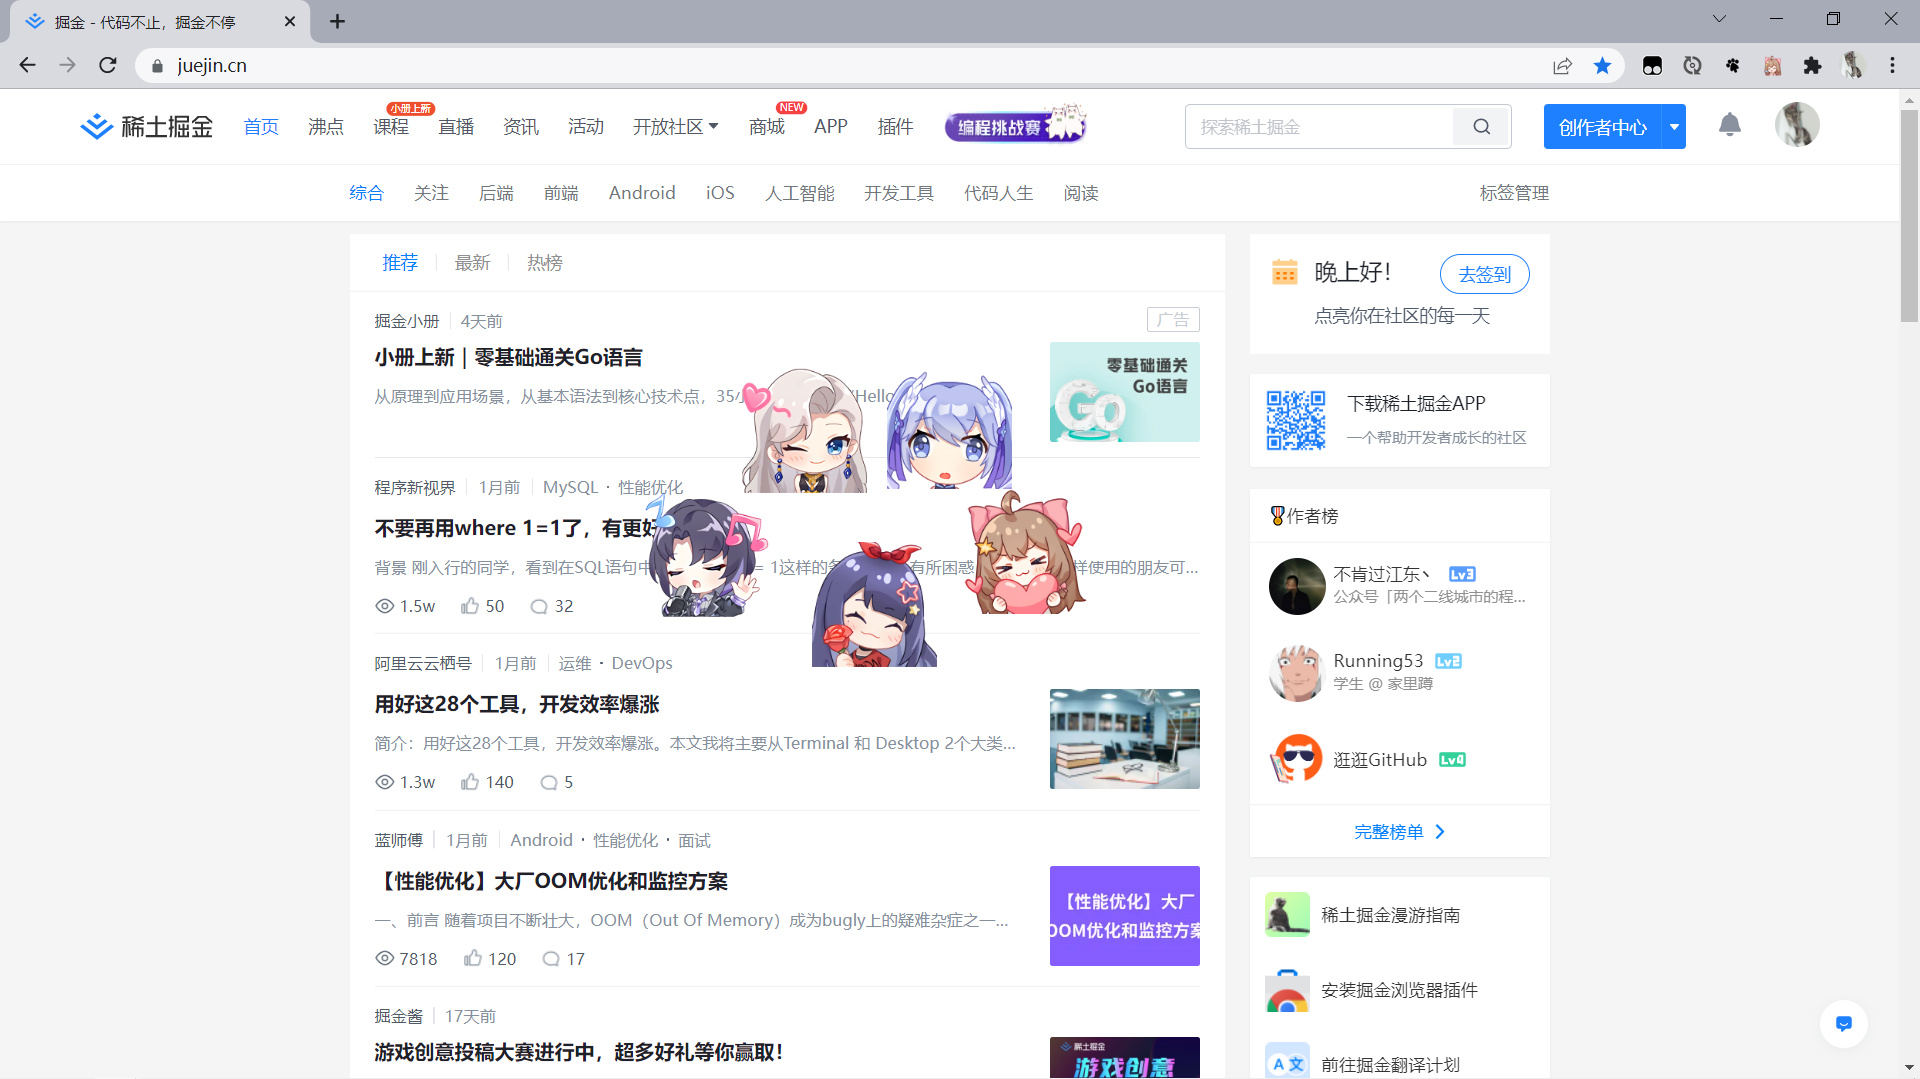 掘金 - 代码不止，掘金不停
juejin.cn
稀土掘金
首页
沸点
课程
小册上新
直播
资讯
活动
开放社区
商城
NEW
APP
插件
编程挑战赛
探索稀土掘金
创作者中心
综合
关注
后端
前端
Android
iOS
人工智能
开发工具
代码人生
阅读
标签管理
推荐
最新
热榜
掘金小册
4天前
广告
小册上新｜零基础通关Go语言
从原理到应用场景，从基本语法到核心技术点，35
Hello
零基础通关
Go语言
GO
程序新视界
1月前
MySQL · 性能优化
不要再用where 1=1了，有更好
背景 刚入行的同学，看到在SQL语句中
= 1这样的
有所困惑
样使用的朋友可...
1.5w
50
32
阿里云云栖号
1月前
运维 · DevOps
用好这28个工具，开发效率爆涨
简介：用好这28个工具，开发效率爆涨。本文我将主要从Terminal 和 Desktop 2个大类...
1.3w
140
5
蓝师傅
1月前
Android · 性能优化 · 面试
【性能优化】大厂OOM优化和监控方案
一、前言 随着项目不断壮大，OOM（Out Of Memory）成为bugly上的疑难杂症之一...
7818
120
17
【性能优化】大厂
OOM优化和监控方案
掘金酱
17天前
游戏创意投稿大赛进行中，超多好礼等你赢取！
稀土掘金
游戏创意
晚上好！
去签到
点亮你在社区的每一天
下载稀土掘金APP
一个帮助开发者成长的社区
作者榜
不肯过江东丶
Lv3
公众号「两个二线城市的程...
Running53
Lv2
学生 @ 家里蹲
逛逛GitHub
Lv4
完整榜单
稀土掘金漫游指南
安装掘金浏览器插件
A 文
前往掘金翻译计划